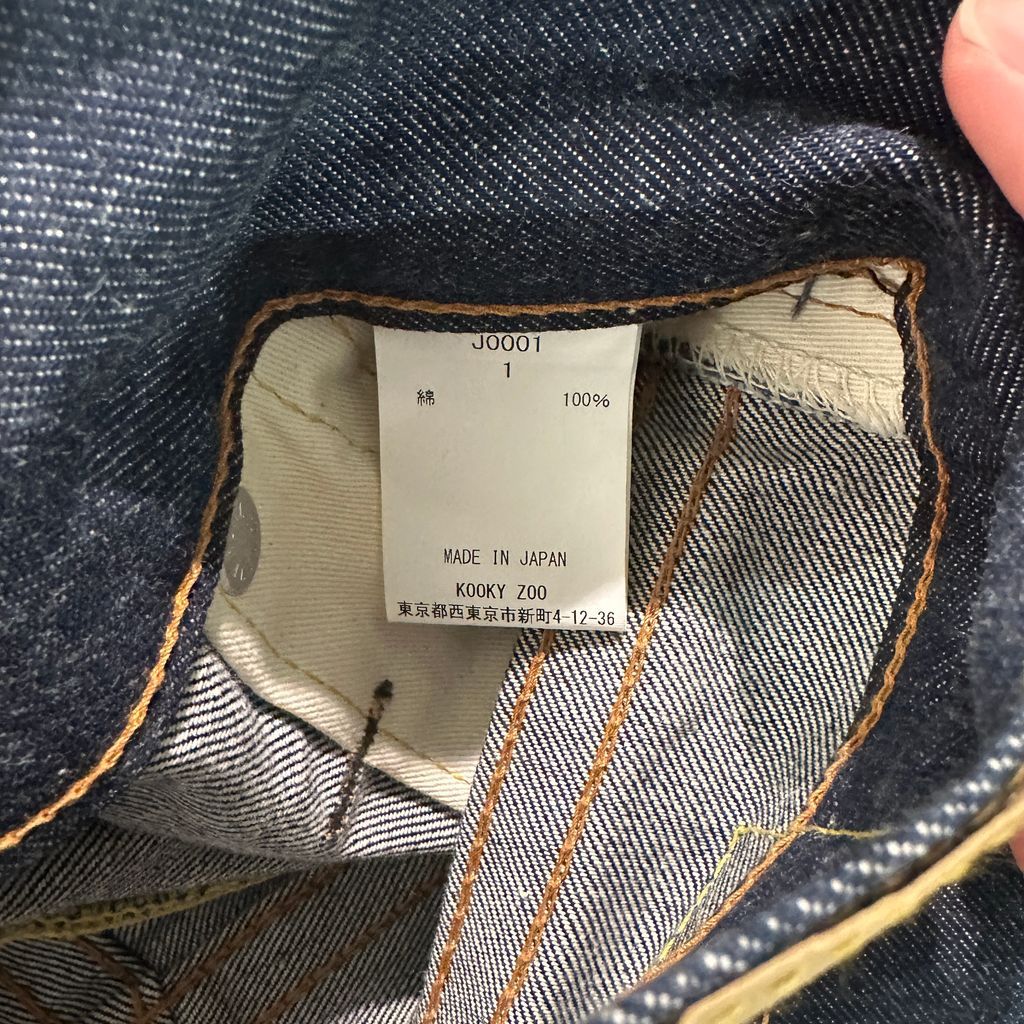 J0001
1
綿 100%
MADE IN JAPAN
KOOKY ZOO
東京都西東京市新町4-12-36